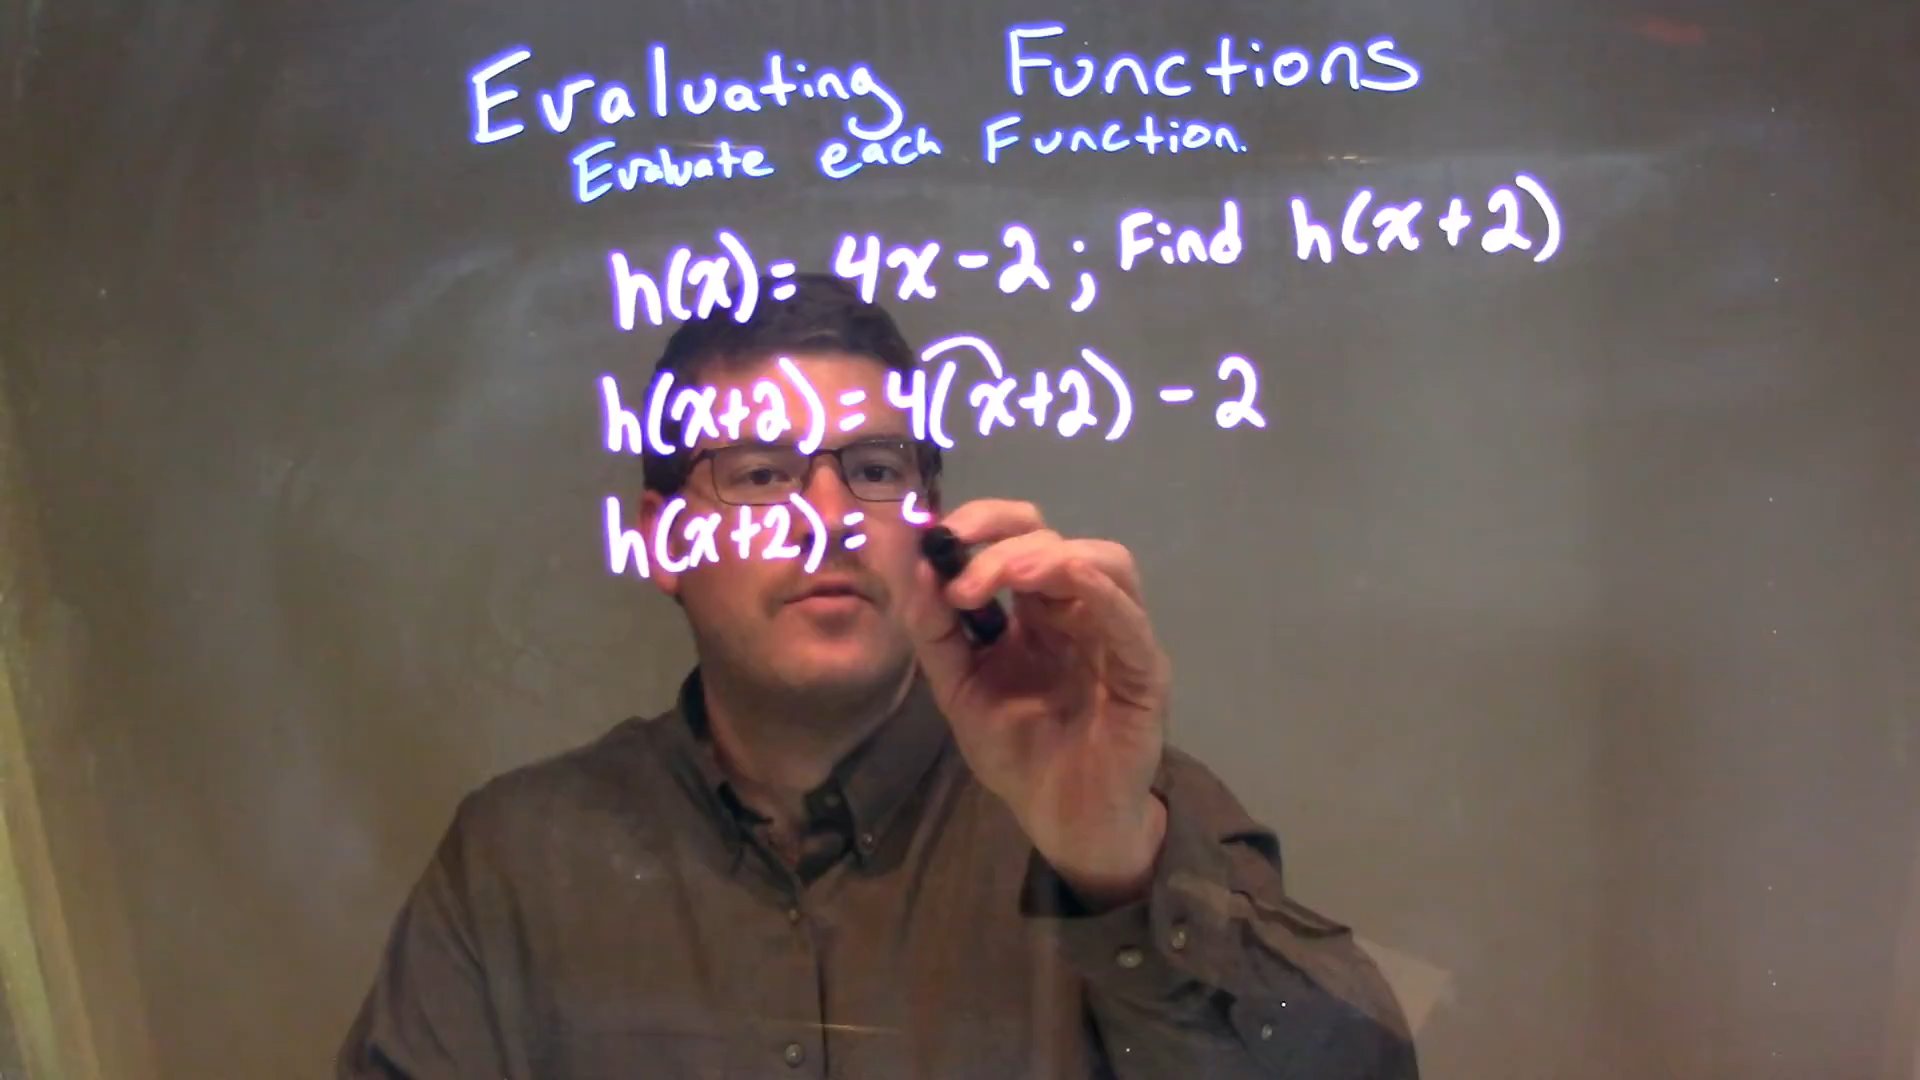 Evaluating Functions
Evaluate each Function.
h(x) = 4x - 2 ; Find h(x+2)
h(x+2) = 4(x+2) - 2
h(x+2) =